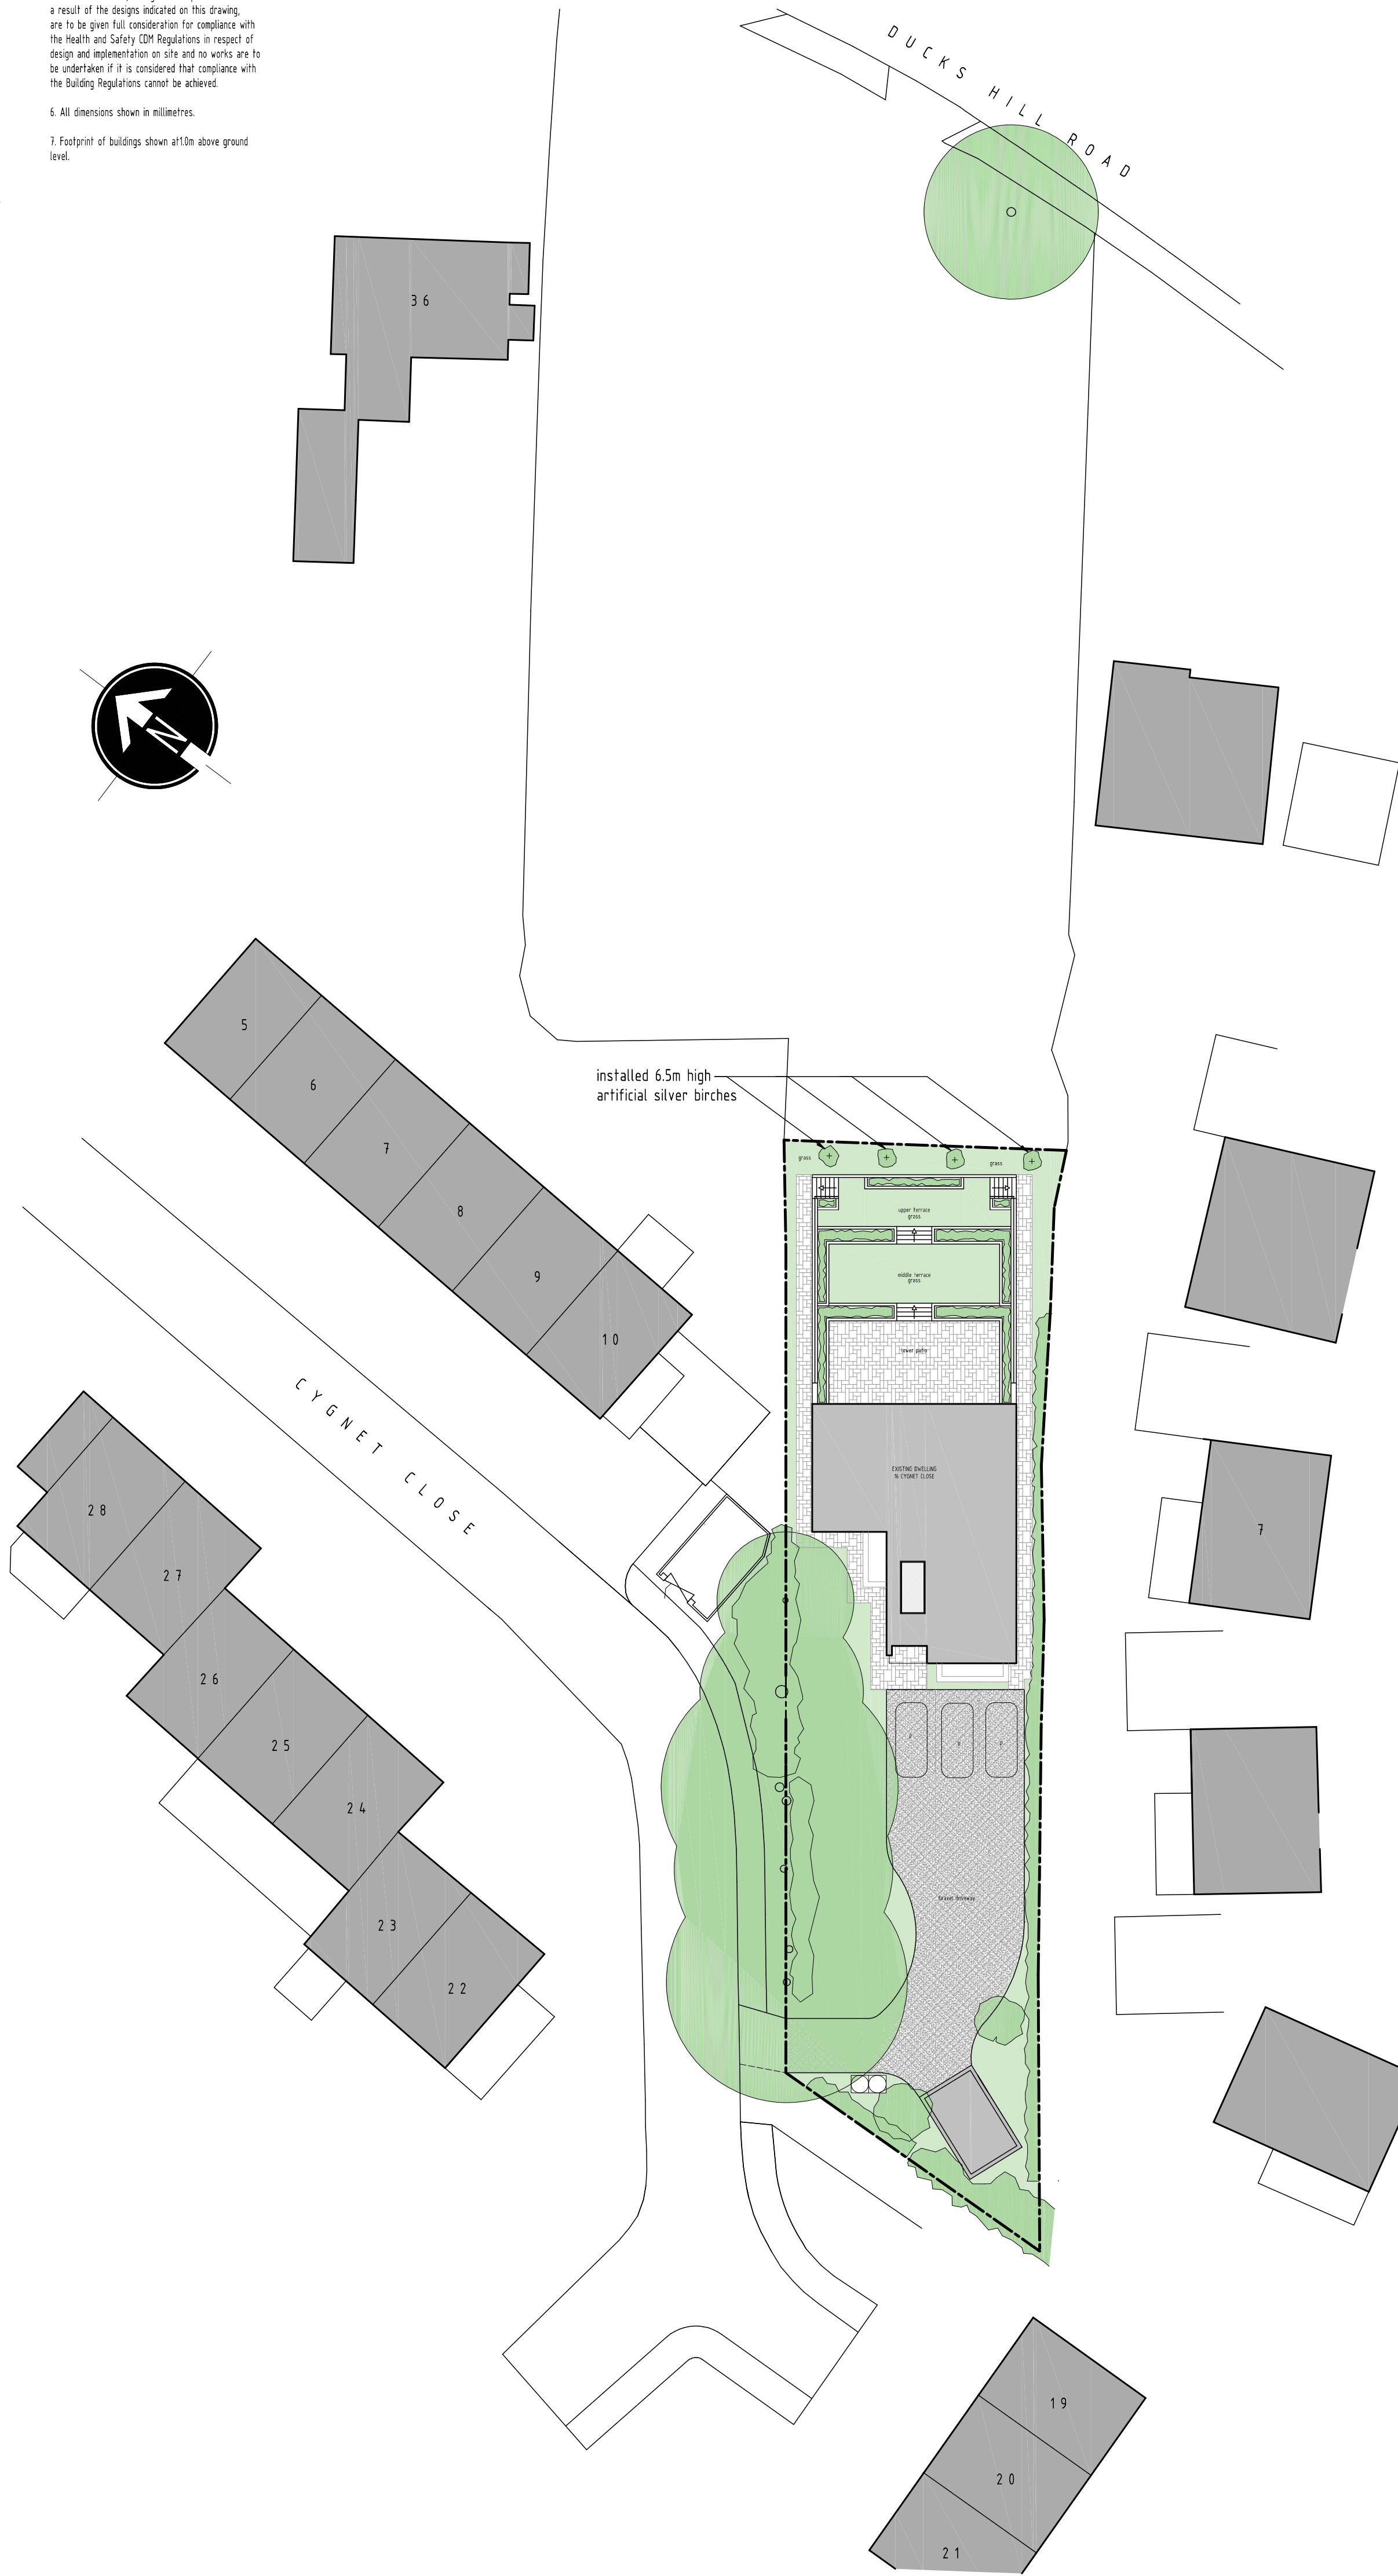 a result of the designs indicated on this drawing,
are to be given full consideration for compliance with
the Health and Safety CDM Regulations in respect of
design and implementation on site and no works are to
be undertaken if it is considered that compliance with
the Building Regulations cannot be achieved.
6. All dimensions shown in millimetres.
7. Footprint of buildings shown at1.0m above ground
level.
DUCKS HILL ROAD
36
N
5
6
7
8
9
10
installed 6.5m high
artificial silver birches
grass
grass
upper terrace
grass
middle terrace
grass
lower patio
EXISTING DWELLING
CYGNET CLOSE
CYGNET CLOSE
28
27
26
25
24
23
22
7
Gravel driveway
19
20
21